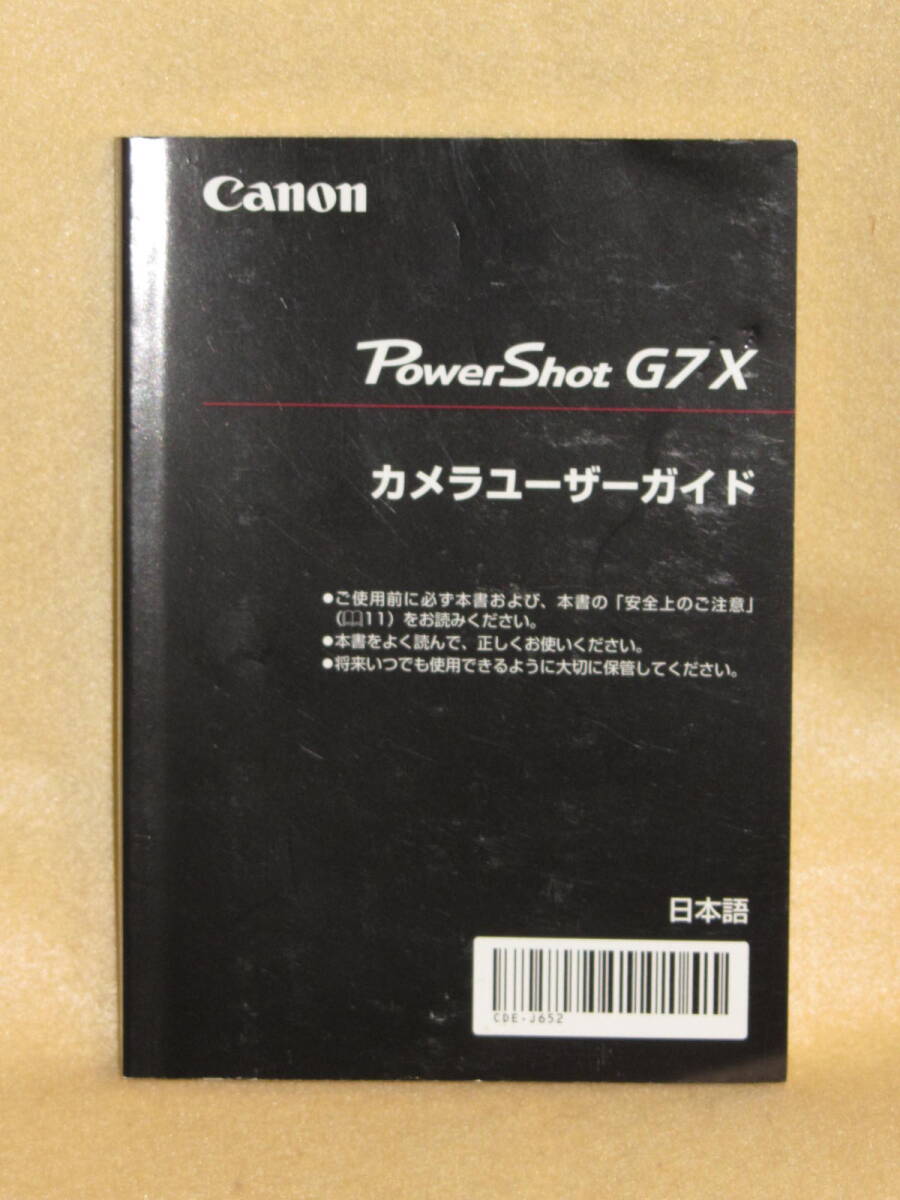 Canon
PowerShot G7 X
カメラユーザーガイド
●ご使用前に必ず本書および、本書の「安全上のご注意」
(📖11)をお読みください。
●本書をよく読んで、正しくお使いください。
●将来いつでも使用できるように大切に保管してください。
日本語
CDE-J652